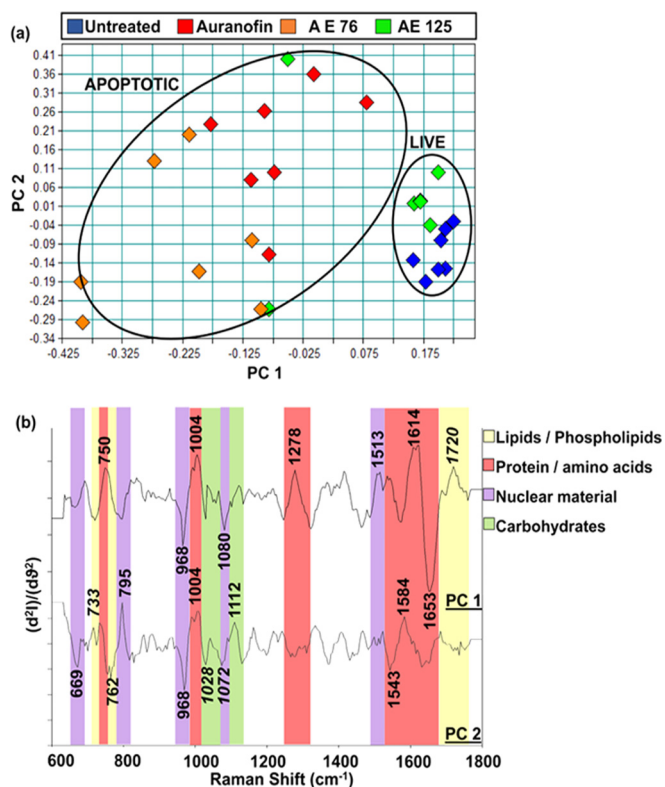 Untreated Auranofin A E 76 AE 125
(a)
0.41
0.36
0.31
0.26
0.21
0.16
0.11
0.06
0.01
-0.04
-0.09
-0.14
-0.19
-0.24
-0.29
-0.34
PC 2
APOPTOTIC
LIVE
-0.425 -0.325 -0.225 -0.125 -0.025 0.075 0.175
PC 1
(b)
750 1004 1278 1513 1614 1720
968 1080 1653
PC 1
733 795 1004 1112 1584
669 762 968 1028 1072 1543
PC 2
(d²I)/(dϑ²)
600 800 1000 1200 1400 1600 1800
Raman Shift (cm⁻¹)
Lipids / Phospholipids
Protein / amino acids
Nuclear material
Carbohydrates